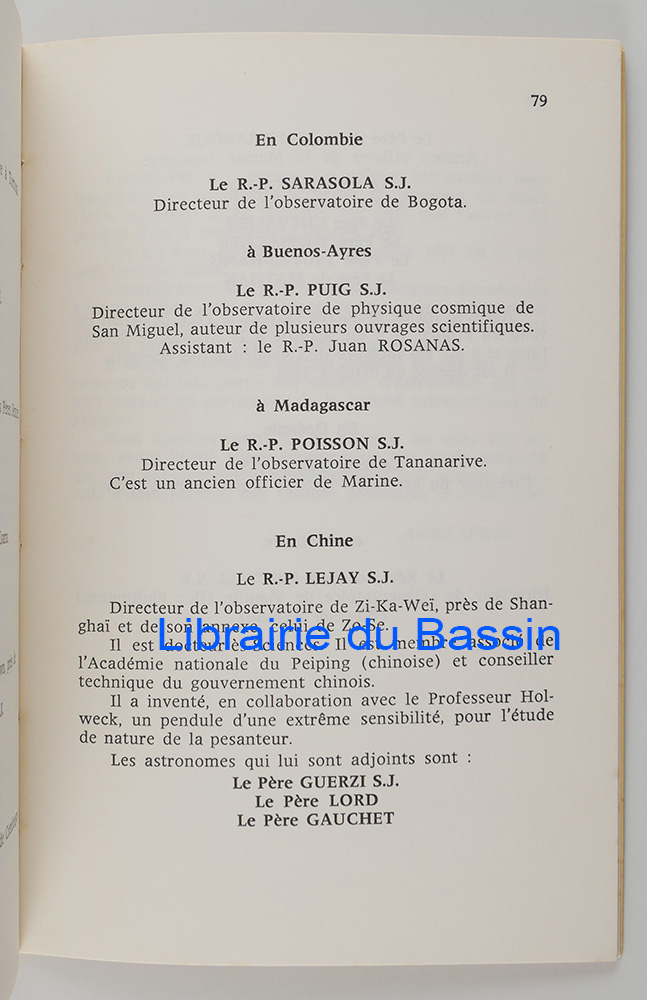 79
En Colombie
Le R.-P. SARASOLA S.J.
Directeur de l'observatoire de Bogota.
à Buenos-Ayres
Le R.-P. PUIG S.J.
Directeur de l'observatoire de physique cosmique de
San Miguel, auteur de plusieurs ouvrages scientifiques.
Assistant : le R.-P. Juan ROSANAS.
à Madagascar
Le R.-P. POISSON S.J.
Directeur de l'observatoire de Tananarive.
C'est un ancien officier de Marine.
En Chine
Le R.-P. LEJAY S.J.
Directeur de l'observatoire de Zi-Ka-Weï, près de Shan-
ghaï et de son annexe, celui de Zo-Se.
Librairie du Bassin
Il est docteur ès Sciences. Il est membre associé de
l'Académie nationale du Peiping (chinoise) et conseiller
technique du gouvernement chinois.
Il a inventé, en collaboration avec le Professeur Hol-
weck, un pendule d'une extrême sensibilité, pour l'étude
de nature de la pesanteur.
Les astronomes qui lui sont adjoints sont :
Le Père GUERZI S.J.
Le Père LORD
Le Père GAUCHET